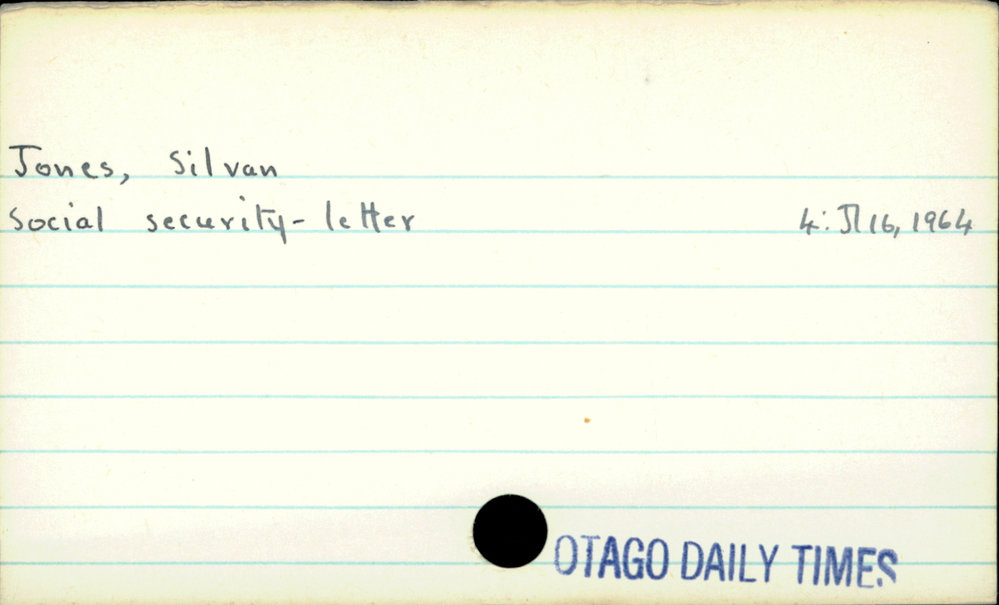 Jones, Silvan
Social security - letter 4: Jl 16, 1964
OTAGO DAILY TIMES